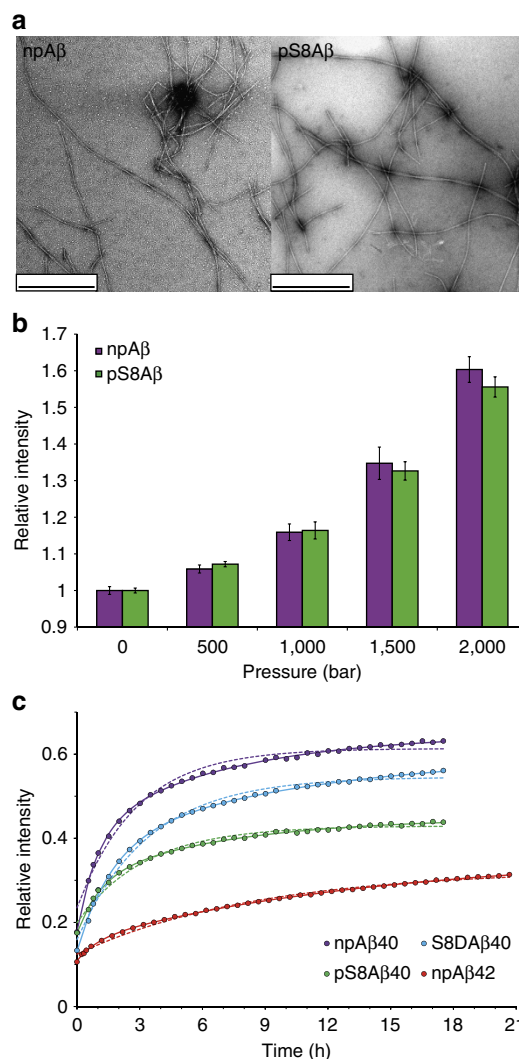 a
npAβ
pS8Aβ
b
1.7
1.6
1.5
1.4
1.3
1.2
1.1
1
0.9
Relative intensity
npAβ
pS8Aβ
0
500
1,000
1,500
2,000
Pressure (bar)
c
0.6
0.4
0.2
0
Relative intensity
npAβ40
S8DAβ40
pS8Aβ40
npAβ42
0
3
6
9
12
15
18
21
Time (h)